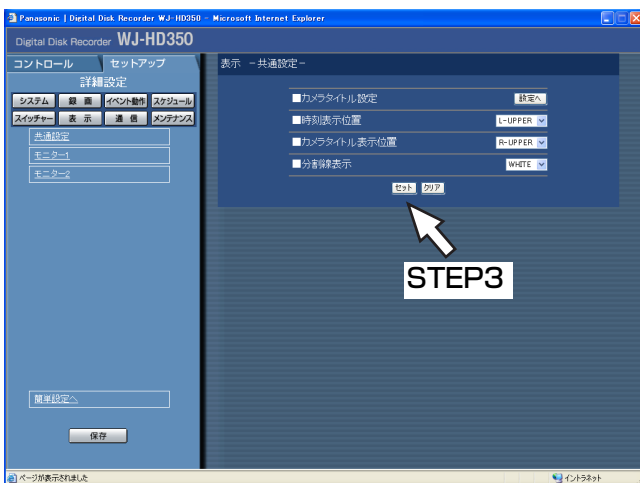 Panasonic | Digital Disk Recorder WJ-HD350 - Microsoft Internet Explorer
Digital Disk Recorder WJ-HD350
コントロール セットアップ
詳細設定
システム 録 画 イベント動作 スケジュール
スイッチャー 表 示 通 信 メンテナンス
共通設定
モニター1
モニター2
簡単設定へ
保存
表示 －共通設定－
■カメラタイトル設定 設定へ
■時刻表示位置 L-UPPER
■カメラタイトル表示位置 R-UPPER
■分割線表示 WHITE
セット クリア
STEP3
ページが表示されました イントラネット